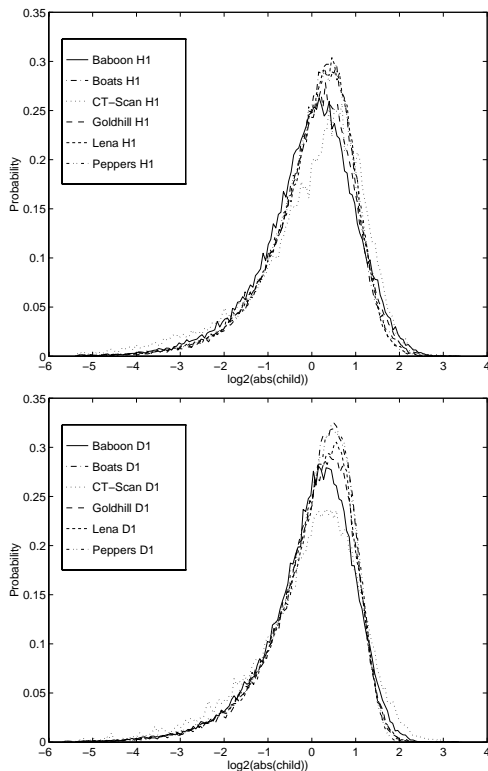 0.35
0.3
0.25
0.2
0.15
0.1
0.05
0
Probability
Baboon H1
Boats H1
CT−Scan H1
Goldhill H1
Lena H1
Peppers H1
−6 −5 −4 −3 −2 −1 0 1 2 3 4
log2(abs(child))
0.35
0.3
0.25
0.2
0.15
0.1
0.05
0
Probability
Baboon D1
Boats D1
CT−Scan D1
Goldhill D1
Lena D1
Peppers D1
−6 −5 −4 −3 −2 −1 0 1 2 3 4
log2(abs(child))